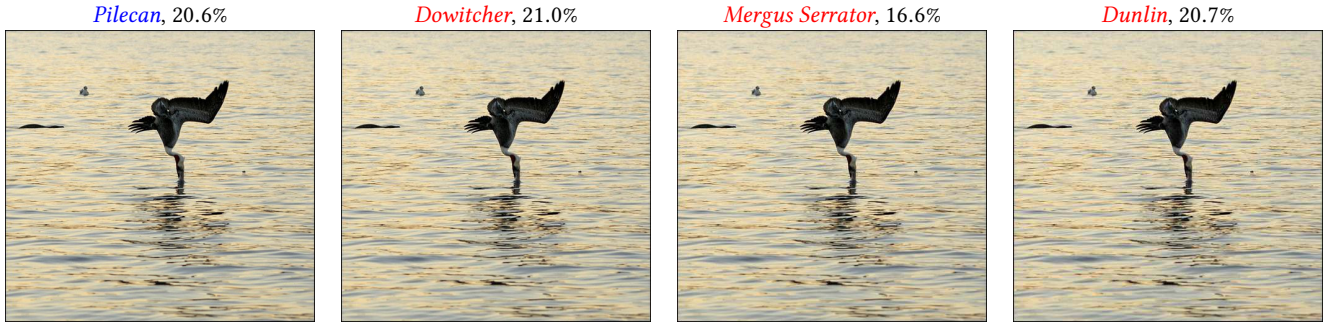 Pilecan, 20.6%
Dowitcher, 21.0%
Mergus Serrator, 16.6%
Dunlin, 20.7%